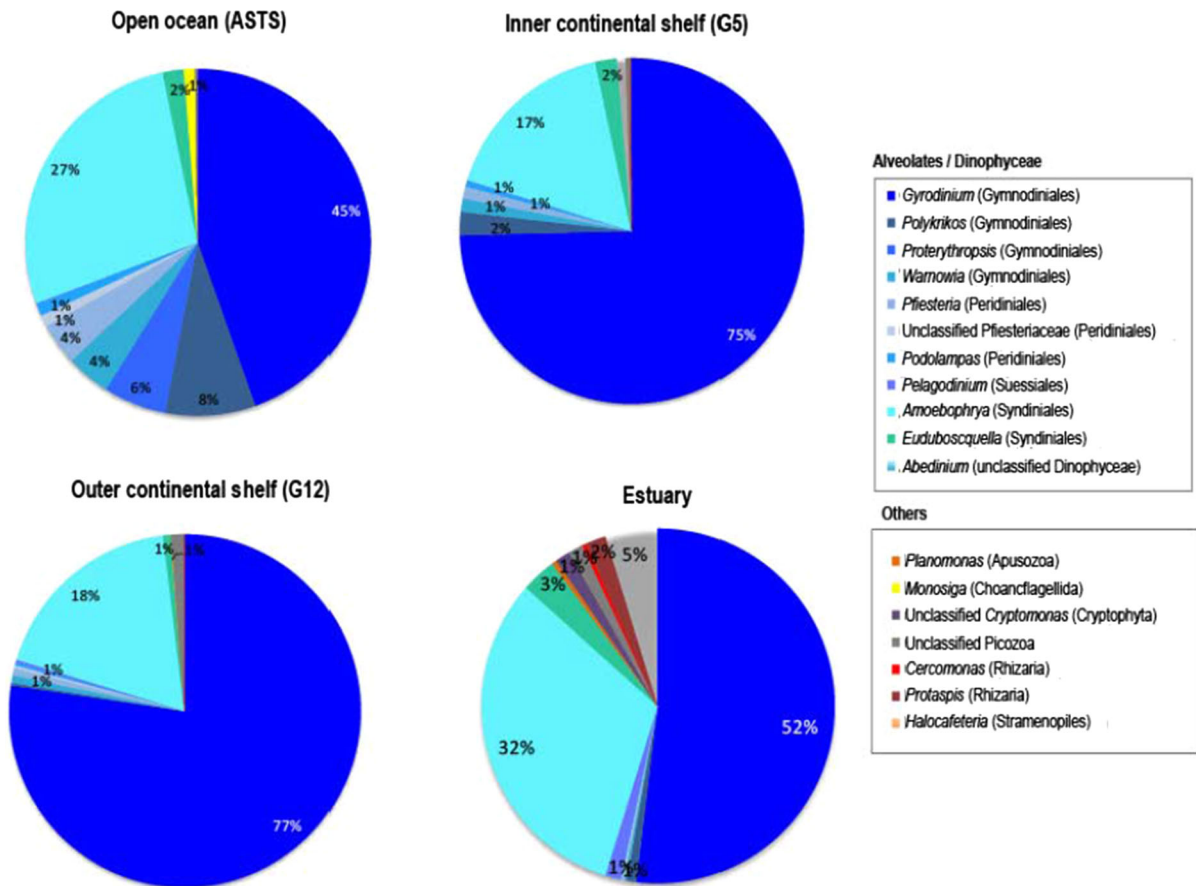 Open ocean (ASTS)
2%
1%
27%
45%
1%
1%
4%
4%
6%
8%
Inner continental shelf (G5)
2%
17%
1%
1%
1%
2%
75%
Outer continental shelf (G12)
1%
1%
18%
1%
1%
77%
Estuary
5%
2%
1%
1%
3%
32%
52%
1%
1%
Alveolates / Dinophyceae
Gyrodinium (Gymnodiniales)
Polykrikos (Gymnodiniales)
Proterythropsis (Gymnodiniales)
Warnowia (Gymnodiniales)
Pfiesteria (Peridiniales)
Unclassified Pfiesteriaceae (Peridiniales)
Podolampas (Peridiniales)
Pelagodinium (Suessiales)
Amoebophrya (Syndiniales)
Euduboscquella (Syndiniales)
Abedinium (unclassified Dinophyceae)
Others
Planomonas (Apusozoa)
Monosiga (Choancflagellida)
Unclassified Cryptomonas (Cryptophyta)
Unclassified Picozoa
Cercomonas (Rhizaria)
Protaspis (Rhizaria)
Halocafeteria (Stramenopiles)